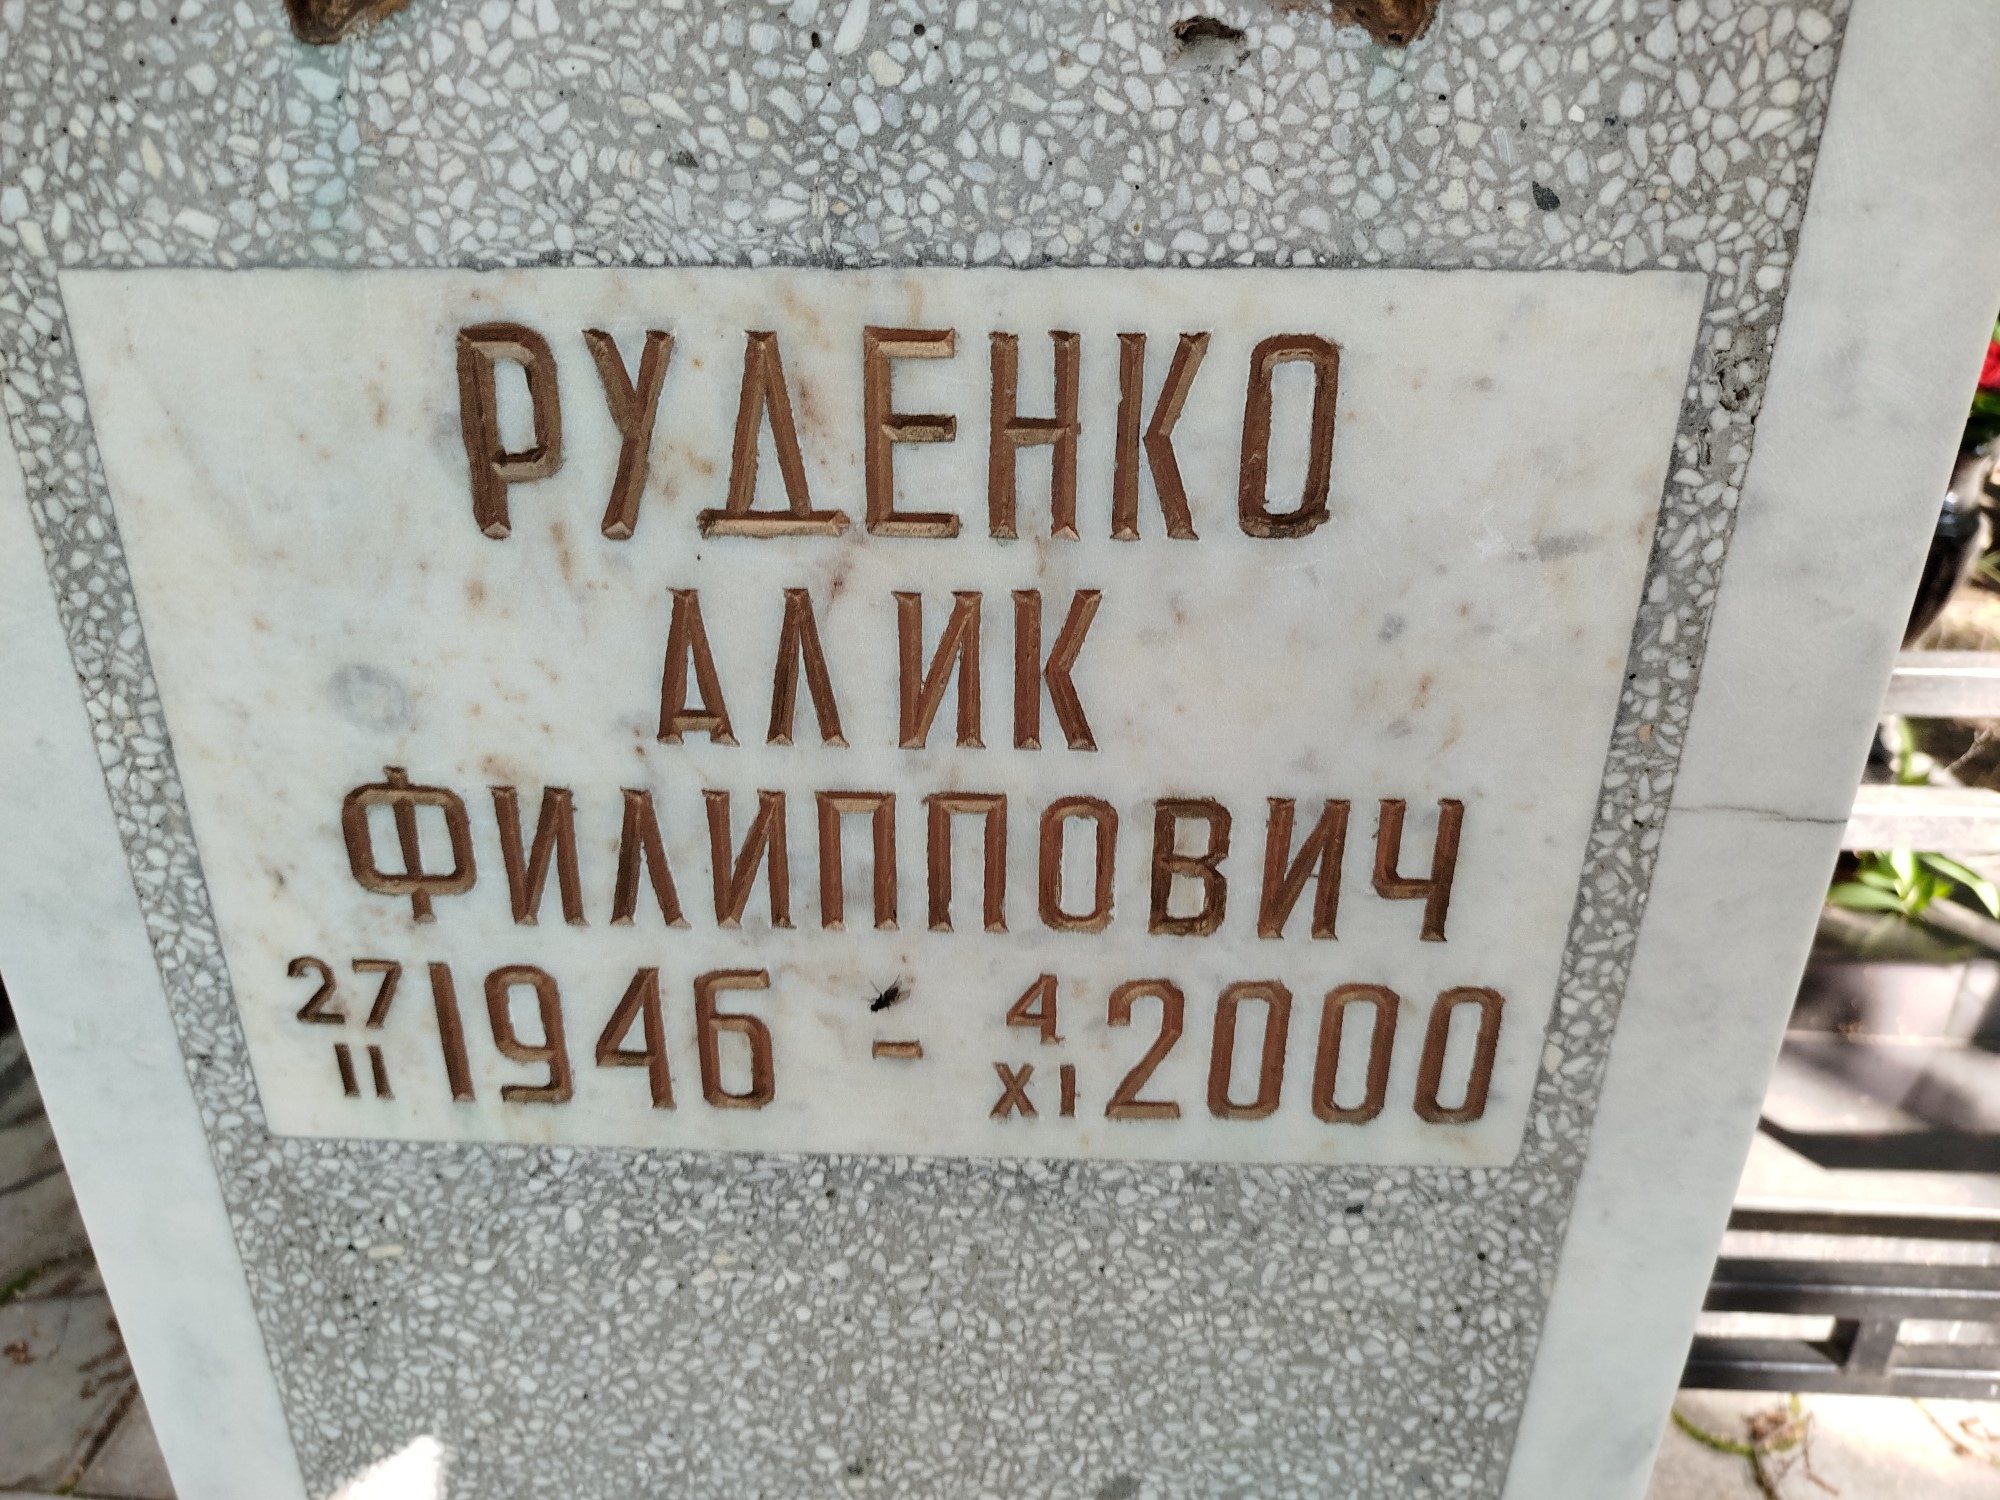 РУДЕНКО
АЛИК
ФИЛИППОВИЧ
27/II 1946 - 4/XI 2000